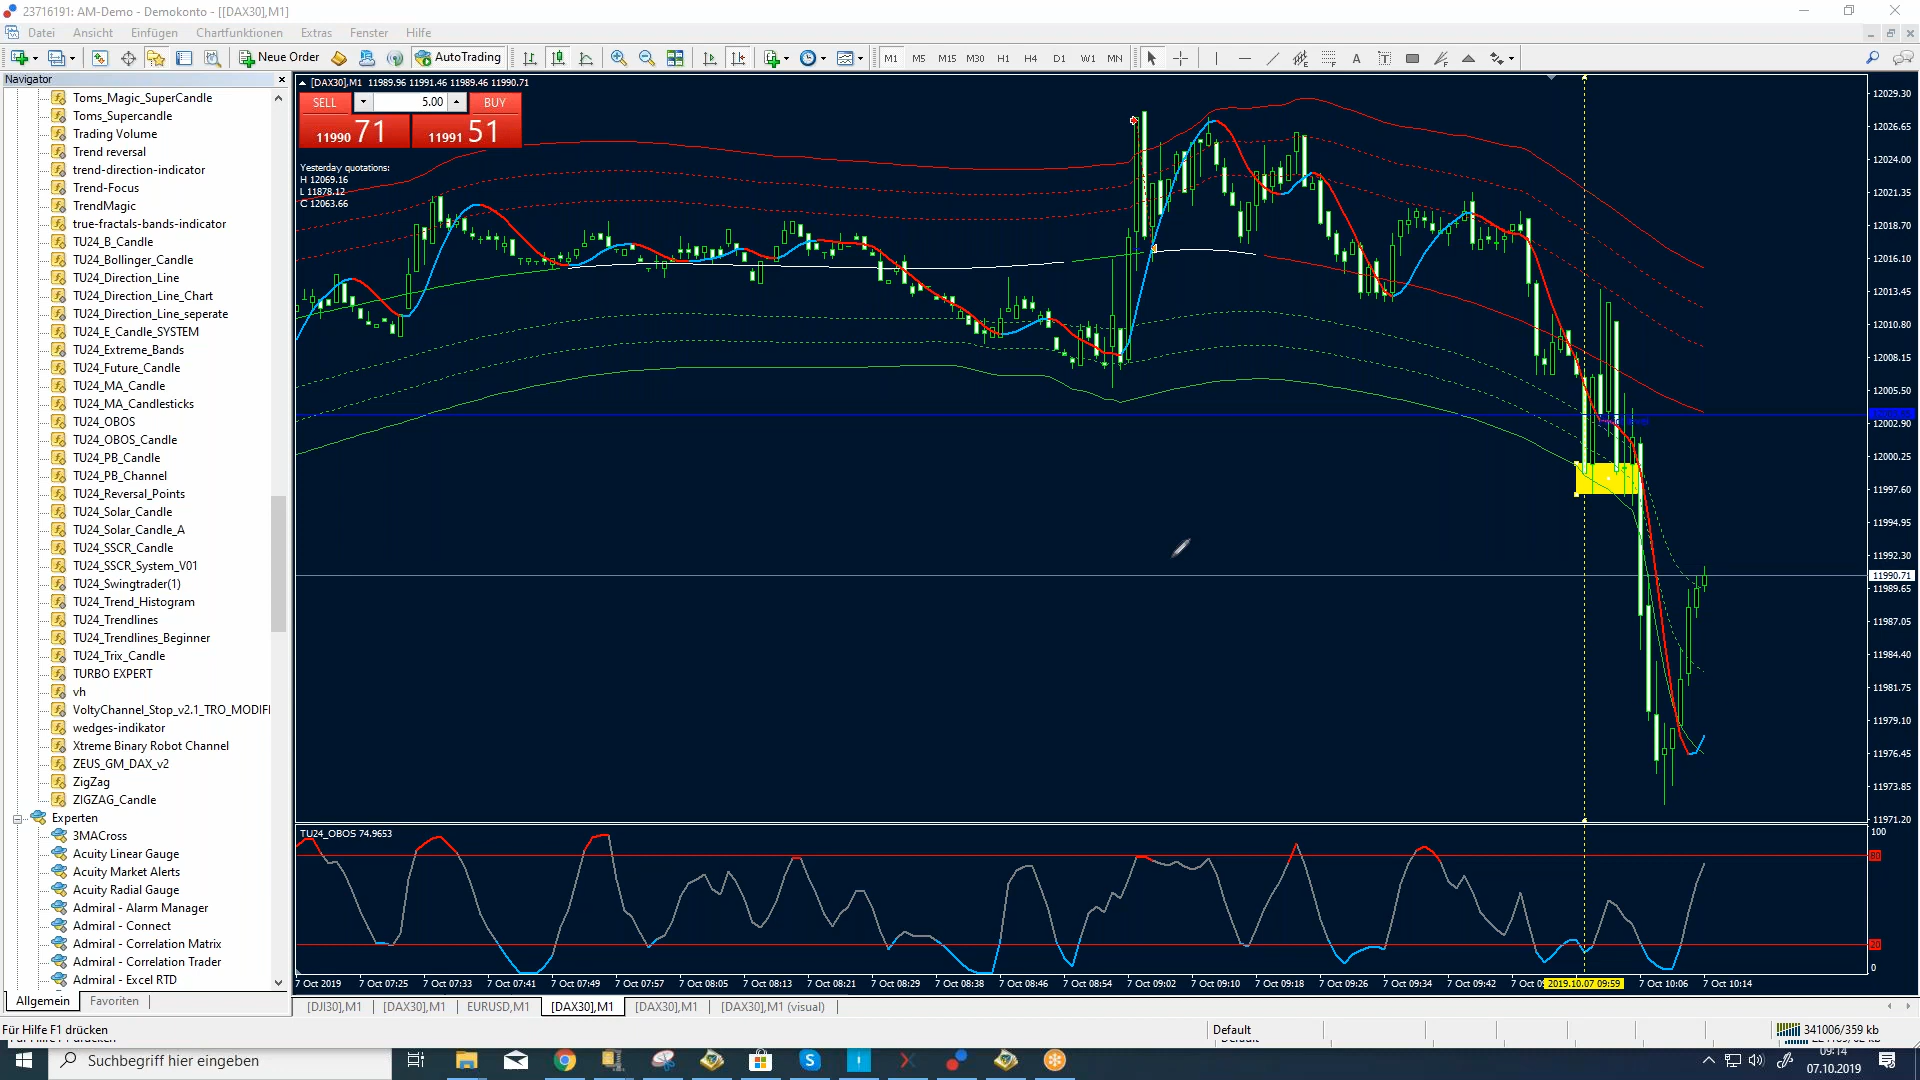 23716191: AM-Demo - Demokonto - [[DAX30],M1]
Datei Ansicht Einfügen Chartfunktionen Extras Fenster Hilfe
Neue Order AutoTrading M1 M5 M15 M30 H1 H4 D1 W1 MN A T
Navigator
Toms_Magic_SuperCandle
Toms_Supercandle
Trading Volume
Trend reversal
trend-direction-indicator
Trend-Focus
TrendMagic
true-fractals-bands-indicator
TU24_B_Candle
TU24_Bollinger_Candle
TU24_Direction_Line
TU24_Direction_Line_Chart
TU24_Direction_Line_seperate
TU24_E_Candle_SYSTEM
TU24_Extreme_Bands
TU24_Future_Candle
TU24_MA_Candle
TU24_MA_Candlesticks
TU24_OBOS
TU24_OBOS_Candle
TU24_PB_Candle
TU24_PB_Channel
TU24_Reversal_Points
TU24_Solar_Candle
TU24_Solar_Candle_A
TU24_SSCR_Candle
TU24_SSCR_System_V01
TU24_Swingtrader(1)
TU24_Trend_Histogram
TU24_Trendlines
TU24_Trendlines_Beginner
TU24_Trix_Candle
TURBO EXPERT
vh
VoltyChannel_Stop_v2.1_TRO_MODIFI
wedges-indikator
Xtreme Binary Robot Channel
ZEUS_GM_DAX_v2
ZigZag
ZIGZAG_Candle
Experten
3MACross
Acuity Linear Gauge
Acuity Market Alerts
Acuity Radial Gauge
Admiral - Alarm Manager
Admiral - Connect
Admiral - Correlation Matrix
Admiral - Correlation Trader
Admiral - Excel RTD
Allgemein Favoriten
[DAX30],M1 11989.96 11991.46 11989.46 11990.71
SELL 5.00 BUY
11990 71 11991 51
Yesterday quotations:
H 12069.16
L 11878.12
C 12063.66
12029.30
12026.65
12024.00
12021.35
12018.70
12016.10
12013.45
12010.80
12008.15
12005.50
12002.90
12000.25
11997.60
11994.95
11992.30
11990.71
11989.65
11987.05
11984.40
11981.75
11979.10
11976.45
11973.85
11971.20
TU24_OBOS 74.9653
100
80
20
0
7 Oct 2019 7 Oct 07:25 7 Oct 07:33 7 Oct 07:41 7 Oct 07:49 7 Oct 07:57 7 Oct 08:05 7 Oct 08:13 7 Oct 08:21 7 Oct 08:29 7 Oct 08:38 7 Oct 08:46 7 Oct 08:54 7 Oct 09:02 7 Oct 09:10 7 Oct 09:18 7 Oct 09:26 7 Oct 09:34 7 Oct 09:42 7 Oct 2019.10.07 09:59 7 Oct 10:06 7 Oct 10:14
[DJI30],M1 [DAX30],M1 EURUSD,M1 [DAX30],M1 [DAX30],M1 [DAX30],M1 (visual)
Für Hilfe F1 drücken Default 341006/359 kb
Suchbegriff hier eingeben
09:14
07.10.2019